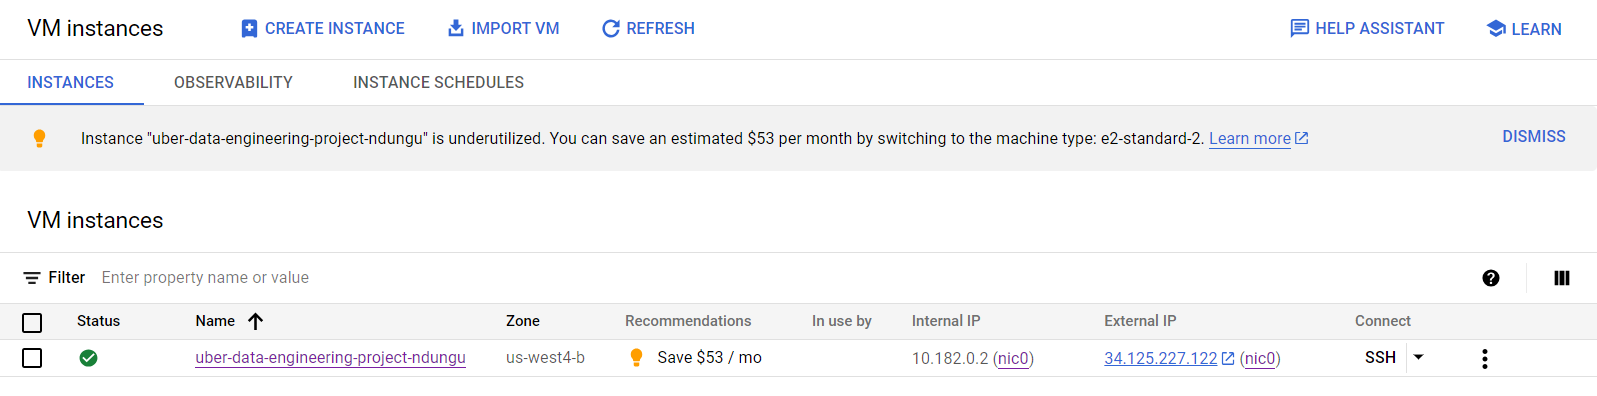 VM instances CREATE INSTANCE IMPORT VM REFRESH HELP ASSISTANT LEARN
INSTANCES OBSERVABILITY INSTANCE SCHEDULES
Instance "uber-data-engineering-project-ndungu" is underutilized. You can save an estimated $53 per month by switching to the machine type: e2-standard-2. Learn more DISMISS
VM instances
Filter Enter property name or value
Status Name Zone Recommendations In use by Internal IP External IP Connect
uber-data-engineering-project-ndungu us-west4-b Save $53 / mo 10.182.0.2 (nic0) 34.125.227.122 (nic0) SSH